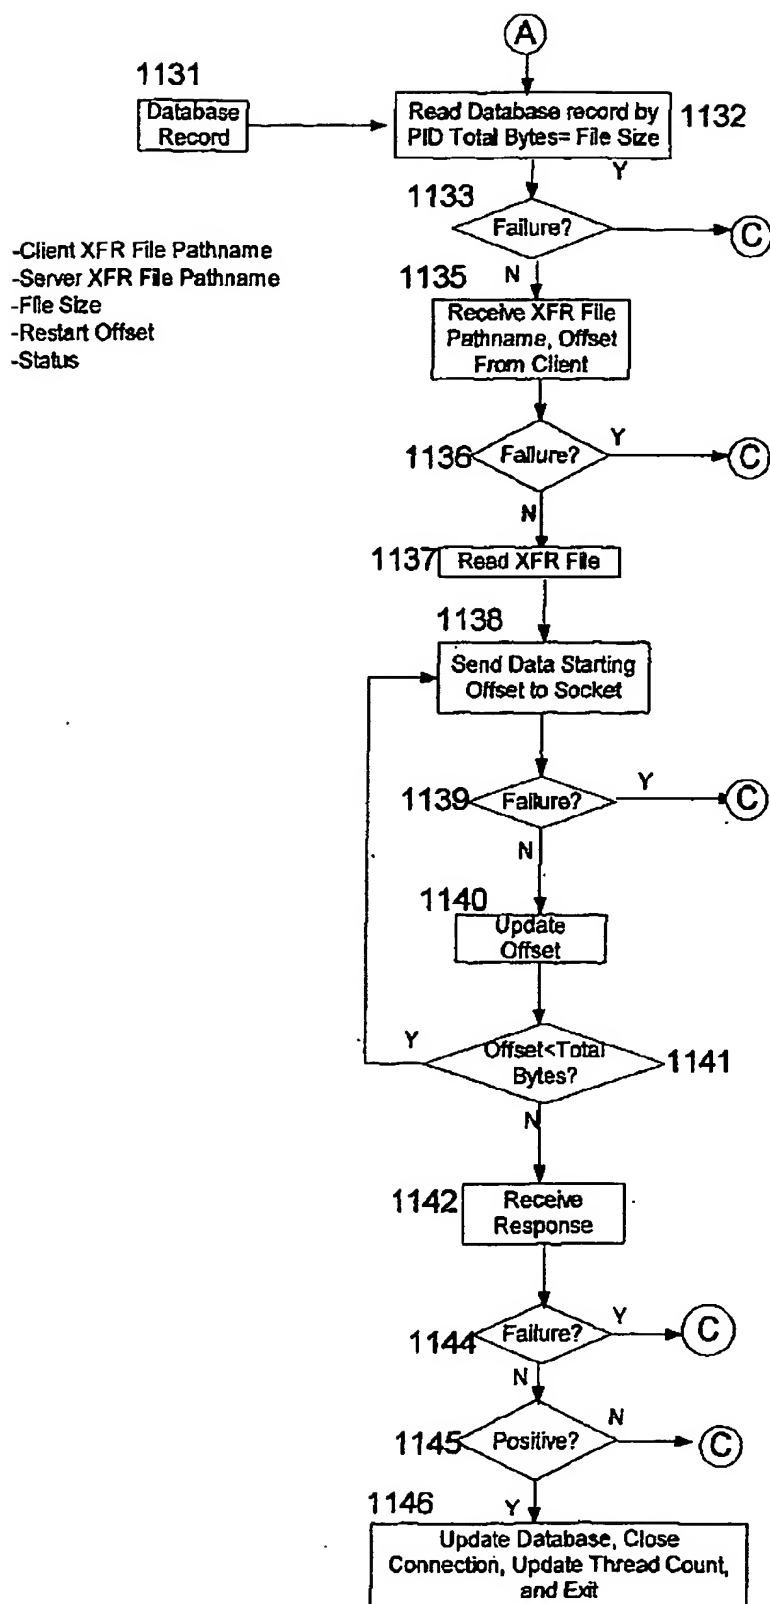 A
1131
Database
Record
Read Database record by
PID Total Bytes= File Size
1132
Y
1133
Failure?
C
-Client XFR File Pathname
-Server XFR File Pathname
-File Size
-Restart Offset
-Status
N
1135
Receive XFR File
Pathname, Offset
From Client
1136
Failure?
Y
C
N
1137
Read XFR File
1138
Send Data Starting
Offset to Socket
1139
Failure?
Y
C
N
1140
Update
Offset
Y
Offset<Total
Bytes?
1141
N
1142
Receive
Response
1144
Failure?
Y
C
N
1145
Positive?
N
C
1146
Y
Update Database, Close
Connection, Update Thread Count,
and Exit